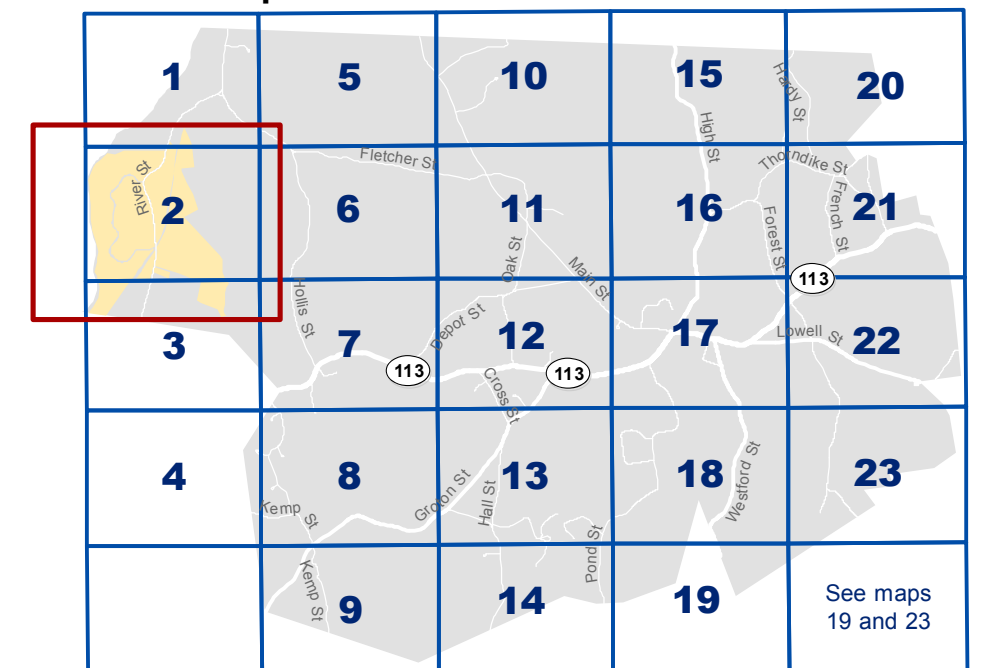 1
5
10
15
20
Hardy St
High St
Fletcher St
Thorndike St
River St
2
6
11
16
21
French St
Forest St
Oak St
Main St
113
Hollis St
Depot St
3
7
12
17
Lowell St
22
113
113
Cross St
4
8
13
18
23
Groton St
Hall St
Westford St
Kemp St
Pond St
Kemp St
9
14
19
See maps
19 and 23